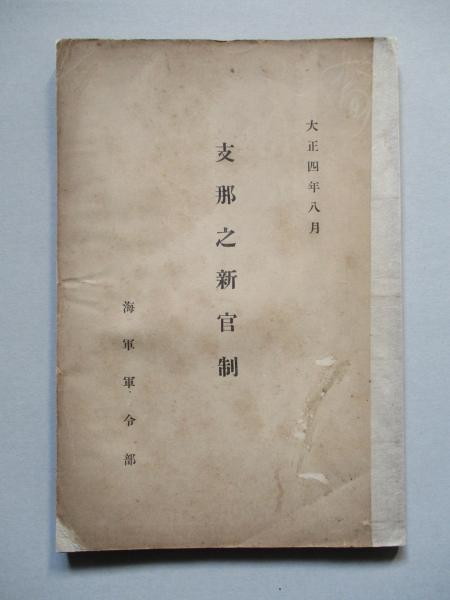 大正四年八月
支那之新官制
海軍軍令部